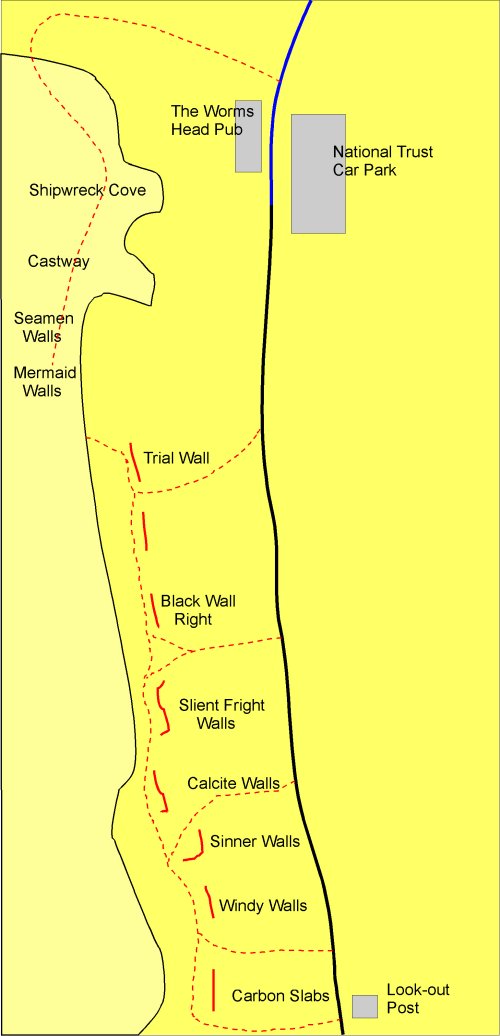 The Worms
Head Pub
National Trust
Car Park
Shipwreck Cove
Castway
Seamen
Walls
Mermaid
Walls
Trial Wall
Black Wall
Right
Slient Fright
Walls
Calcite Walls
Sinner Walls
Windy Walls
Carbon Slabs
Look-out
Post